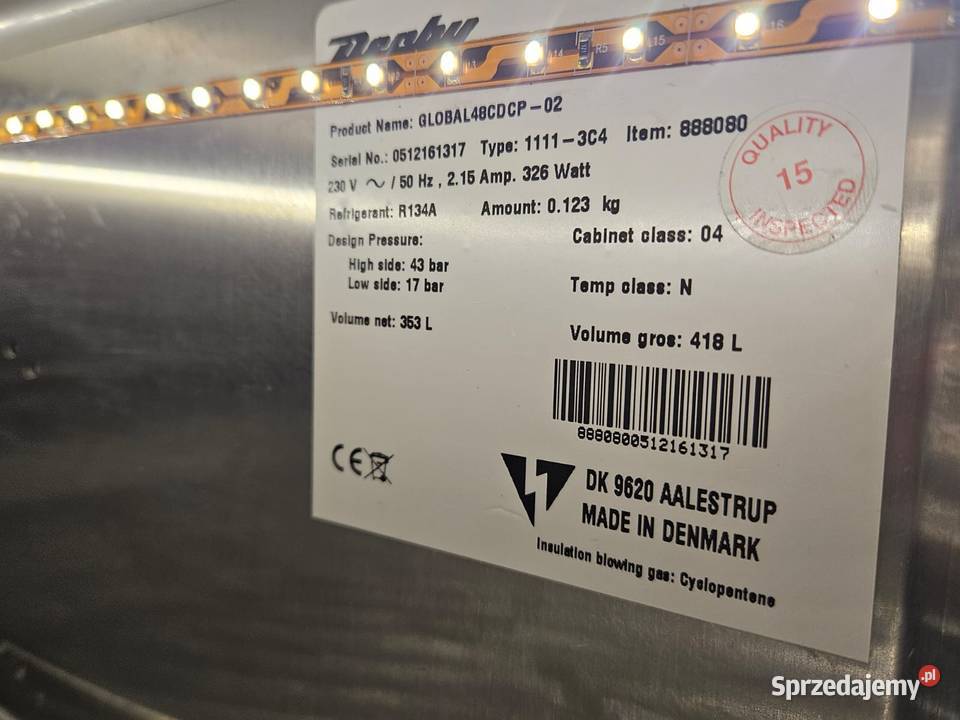 Derby
Product Name: GLOBAL48CDCP-02
Serial No.: 0512161317 Type: 1111-3C4 Item: 888080
230 V ~ / 50 Hz , 2.15 Amp. 326 Watt
Refrigerant: R134A Amount: 0.123 kg
Design Pressure: Cabinet class: 04
High side: 43 bar
Low side: 17 bar Temp class: N
Volume net: 353 L Volume gros: 418 L
QUALITY
15
INSPECTED
8880800512161317
CE
DK 9620 AALESTRUP
MADE IN DENMARK
Insulation blowing gas: Cyclopentene
R5
Sprzedajemy.pl